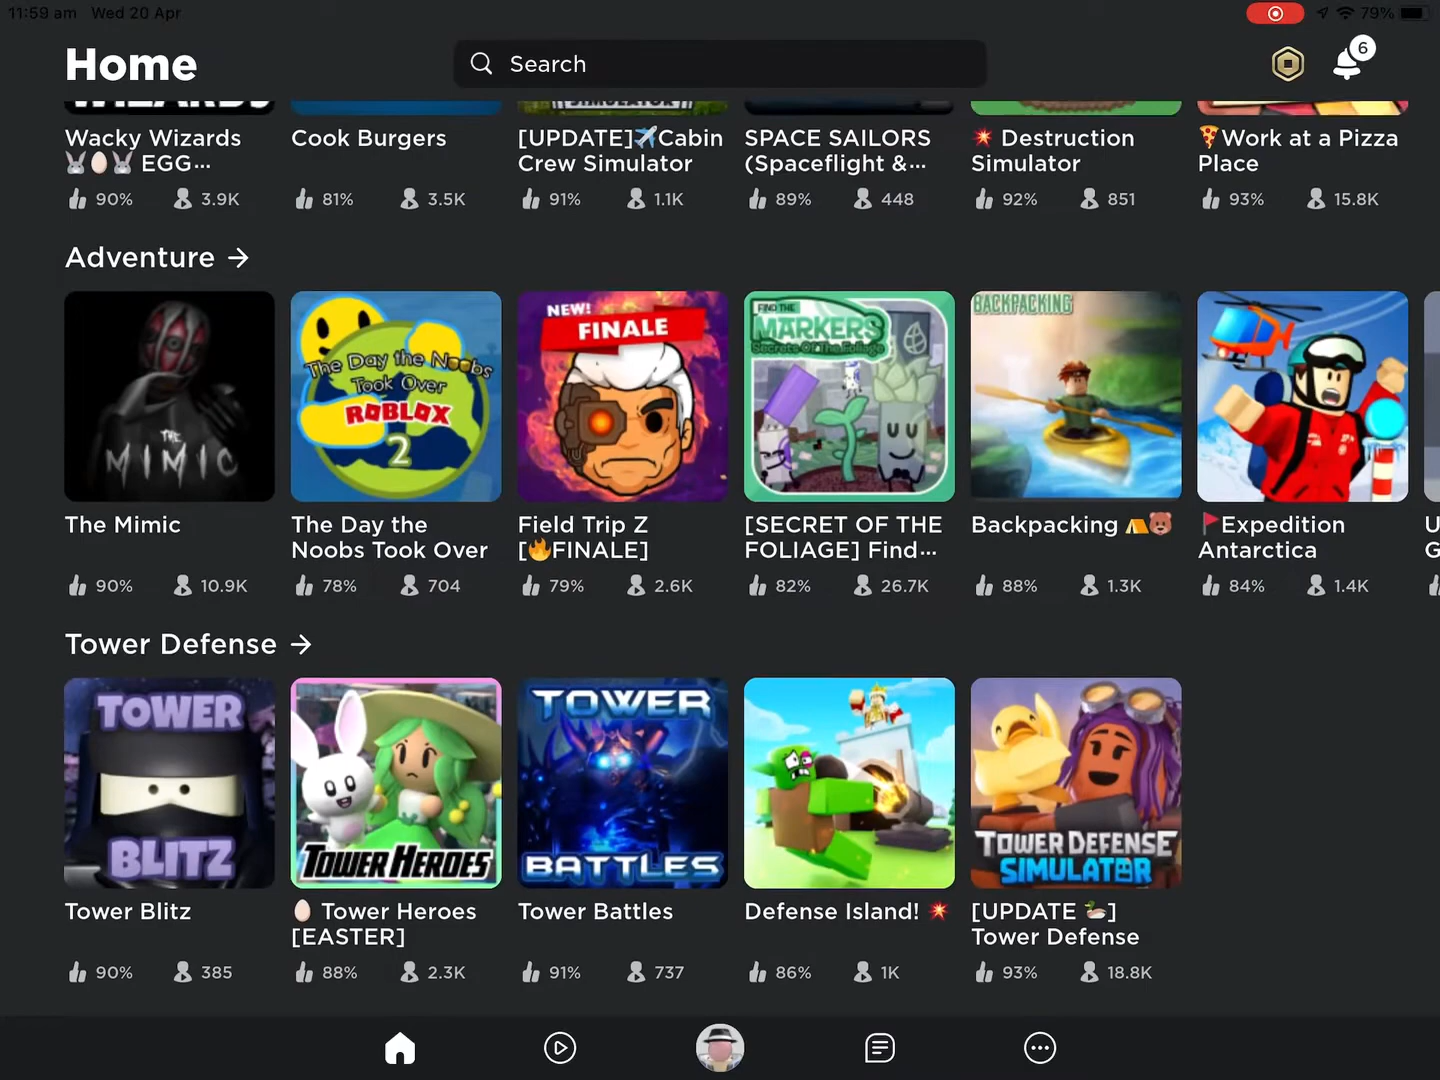 11:59 am Wed 20 Apr
79%
Home
Search
6
Wacky Wizards
🐰🥚🐰 EGG...
90% 3.9K
Cook Burgers
81% 3.5K
[UPDATE]✈️Cabin
Crew Simulator
91% 1.1K
SPACE SAILORS
(Spaceflight &...
89% 448
💥 Destruction
Simulator
92% 851
🍕Work at a Pizza
Place
93% 15.8K
Adventure →
THE
MIMIC
The Day the Noobs
Took Over
ROBLOX
2
NEW!
FINALE
FIND THE
MARKERS
Secrets Of The Foliage
BACKPACKING
The Mimic
90% 10.9K
The Day the
Noobs Took Over
78% 704
Field Trip Z
[🔥FINALE]
79% 2.6K
[SECRET OF THE
FOLIAGE] Find...
82% 26.7K
Backpacking ⛺🐻
88% 1.3K
🚩Expedition
Antarctica
84% 1.4K
U
G
Tower Defense →
TOWER
BLITZ
TOWER HEROES
TOWER
BATTLES
TOWER DEFENSE
SIMULATOR
Tower Blitz
90% 385
🥚 Tower Heroes
[EASTER]
88% 2.3K
Tower Battles
91% 737
Defense Island! 💥
86% 1K
[UPDATE 🦆]
Tower Defense
93% 18.8K